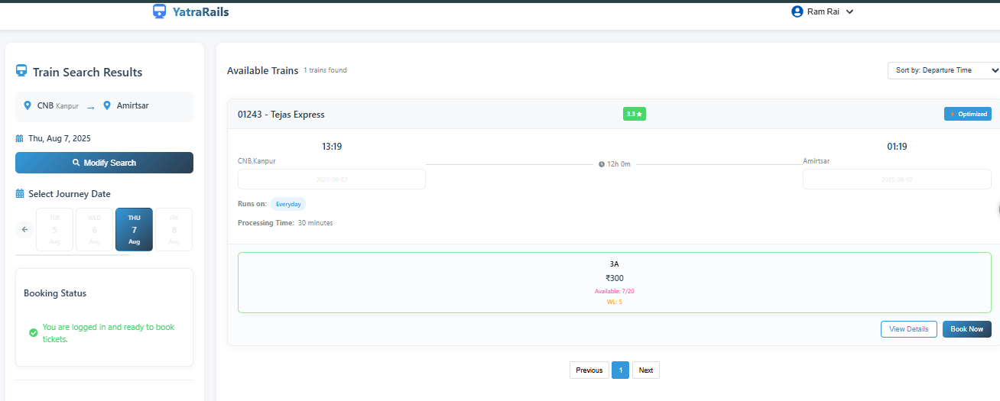 YatraRails
Ram Rai
Train Search Results
CNB Kanpur → Amirtsar
Thu, Aug 7, 2025
Modify Search
Select Journey Date
TUE 5 Aug
WED 6 Aug
THU 7 Aug
FRI 8 Aug
Booking Status
You are logged in and ready to book
tickets.
Available Trains 1 trains found
Sort by: Departure Time
01243 - Tejas Express
3.3 ★
Optimized
13:19
01:19
CNB,Kanpur
12h 0m
Amirtsar
2025-08-07
2025-08-07
Runs on: Everyday
Processing Time: 30 minutes
3A
₹300
Available: 7/20
WL: 5
View Details
Book Now
Previous 1 Next